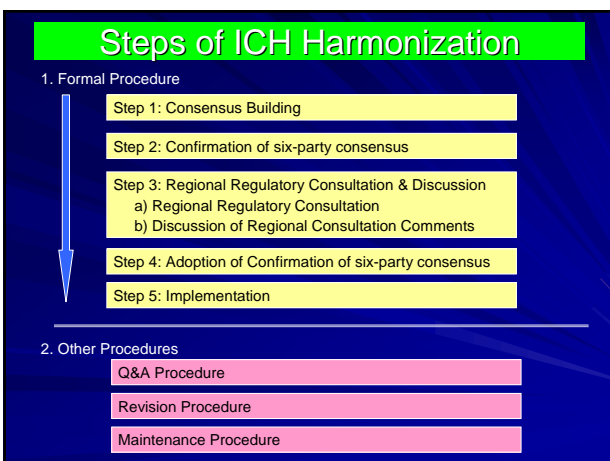 Steps of ICH Harmonization
1. Formal Procedure
Step 1: Consensus Building
Step 2: Confirmation of six-party consensus
Step 3: Regional Regulatory Consultation & Discussion
a) Regional Regulatory Consultation
b) Discussion of Regional Consultation Comments
Step 4: Adoption of Confirmation of six-party consensus
Step 5: Implementation
2. Other Procedures
Q&A Procedure
Revision Procedure
Maintenance Procedure